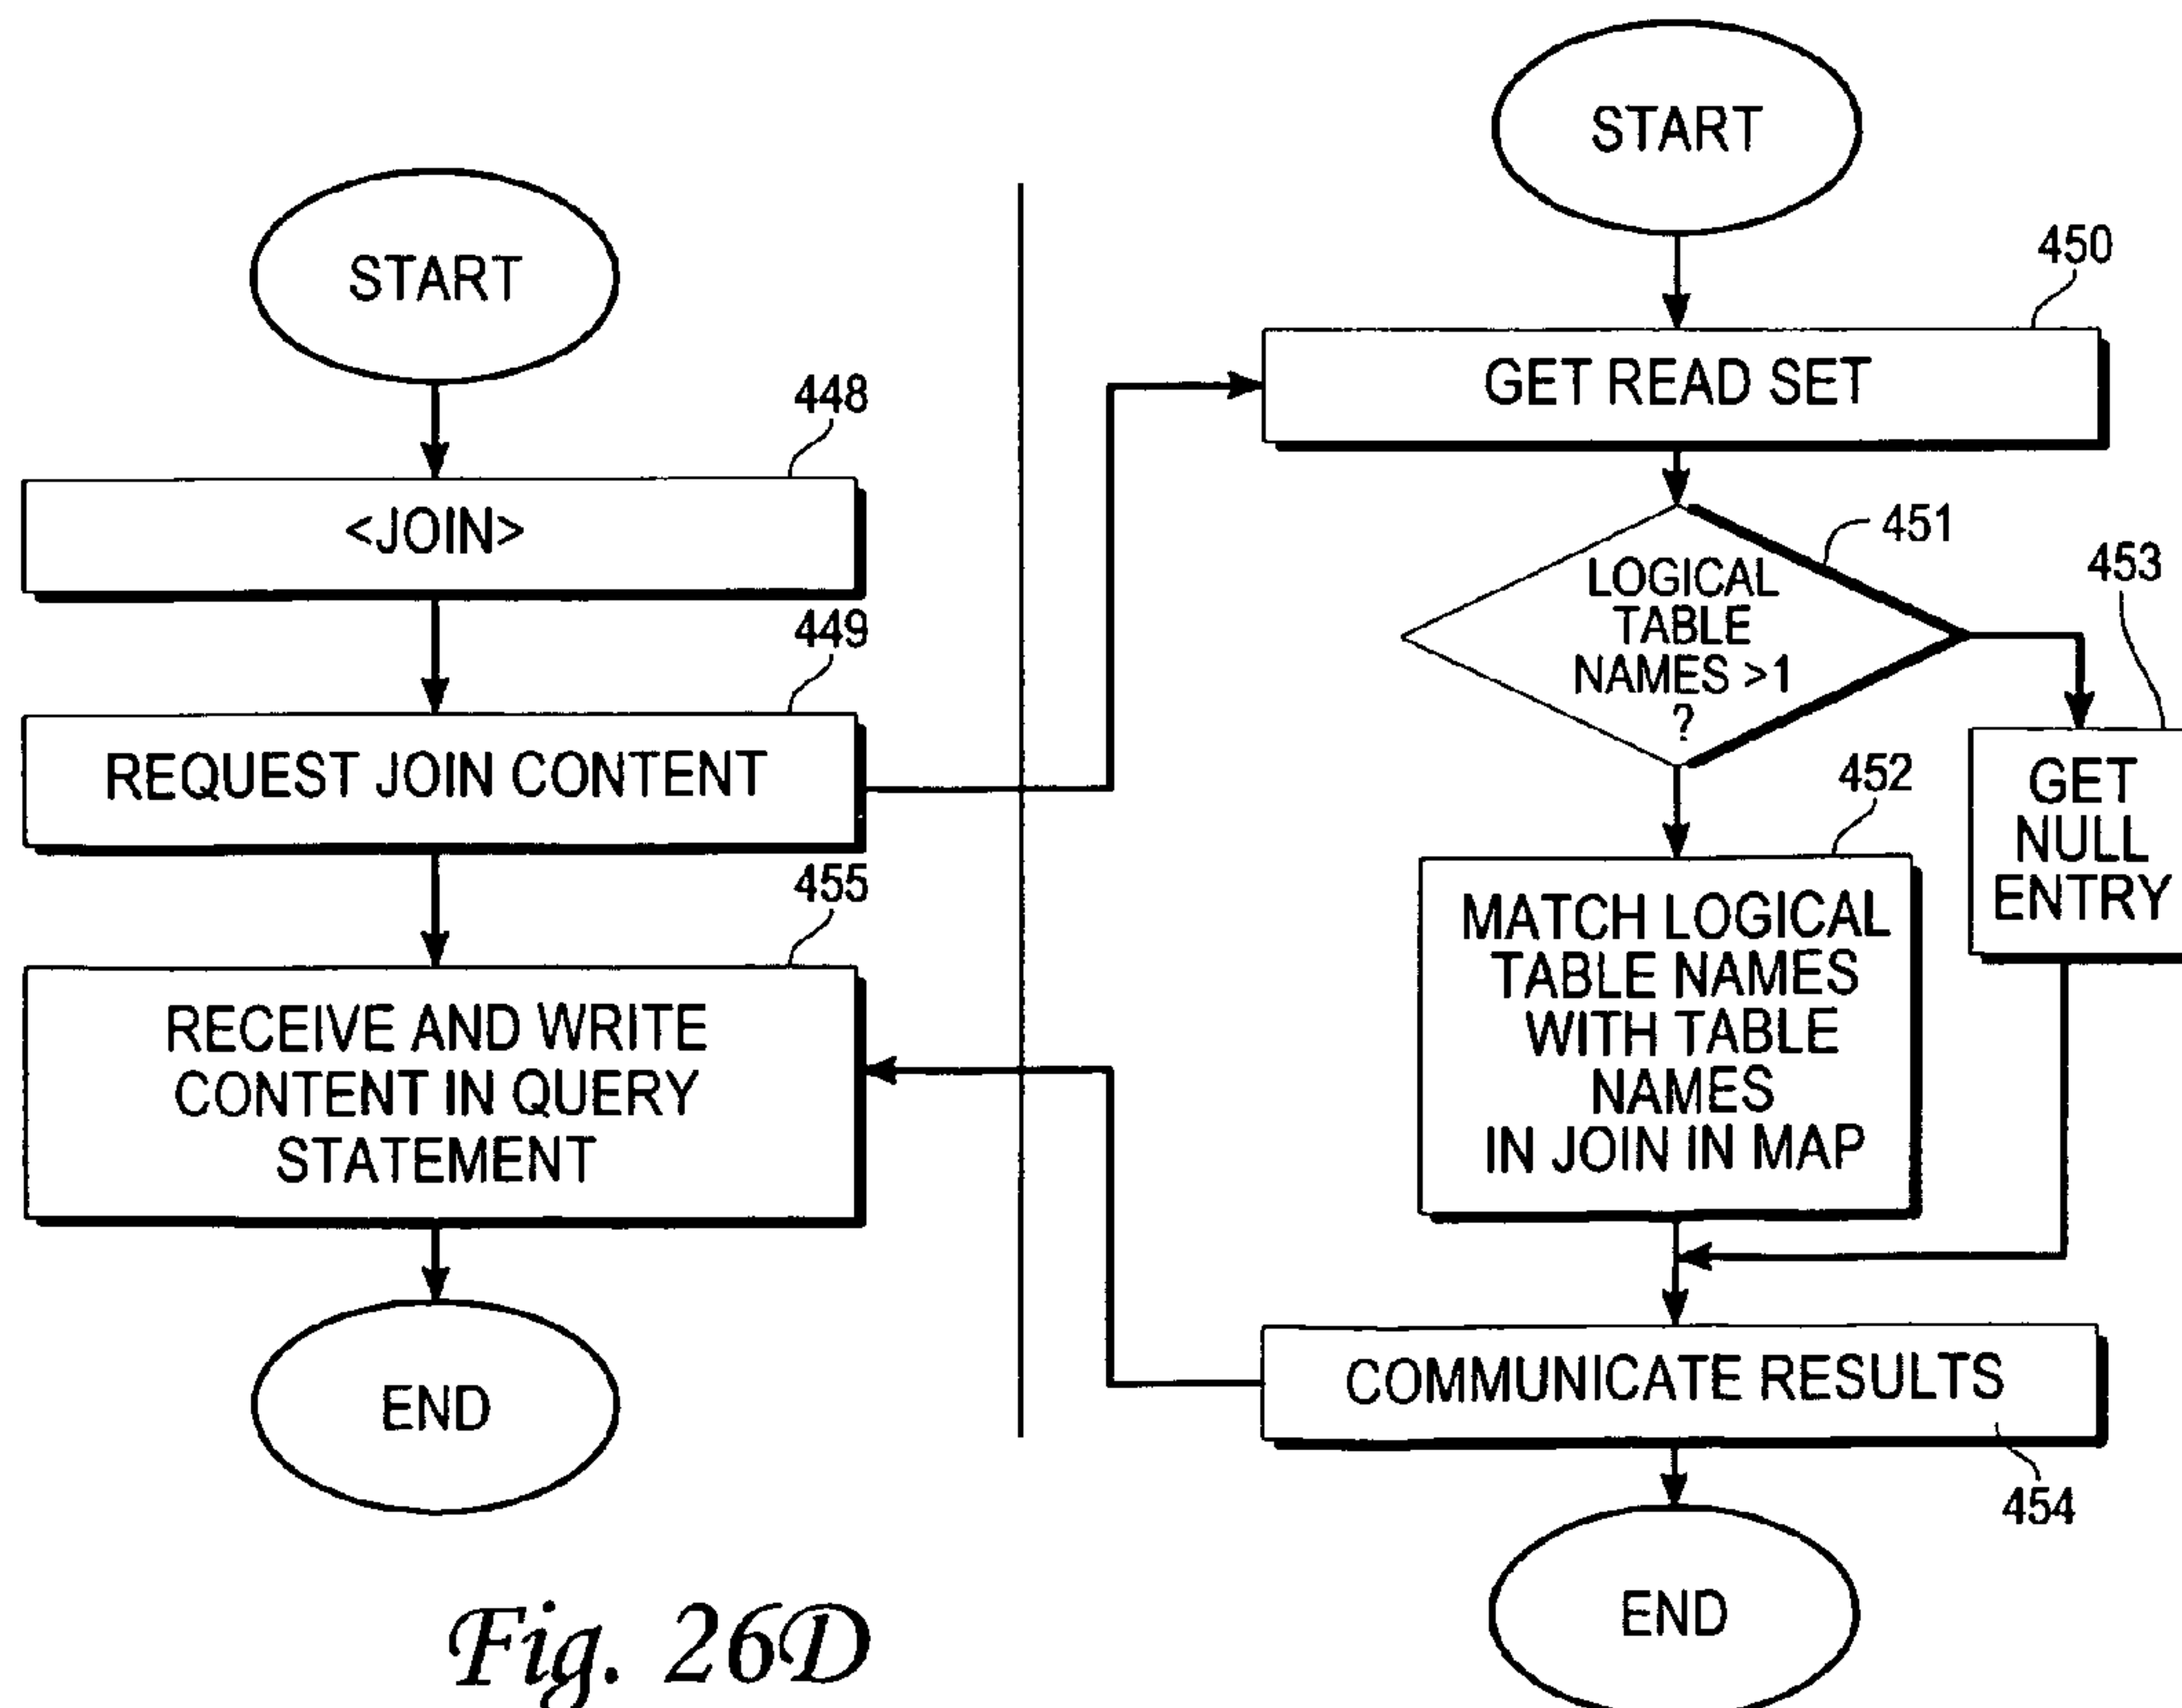 START
448
<JOIN>
449
REQUEST JOIN CONTENT
455
RECEIVE AND WRITE
CONTENT IN QUERY
STATEMENT
END
START
450
GET READ SET
451
LOGICAL
TABLE
NAMES >1
?
453
GET
NULL
ENTRY
452
MATCH LOGICAL
TABLE NAMES
WITH TABLE
NAMES
IN JOIN IN MAP
COMMUNICATE RESULTS
454
END
Fig. 26D